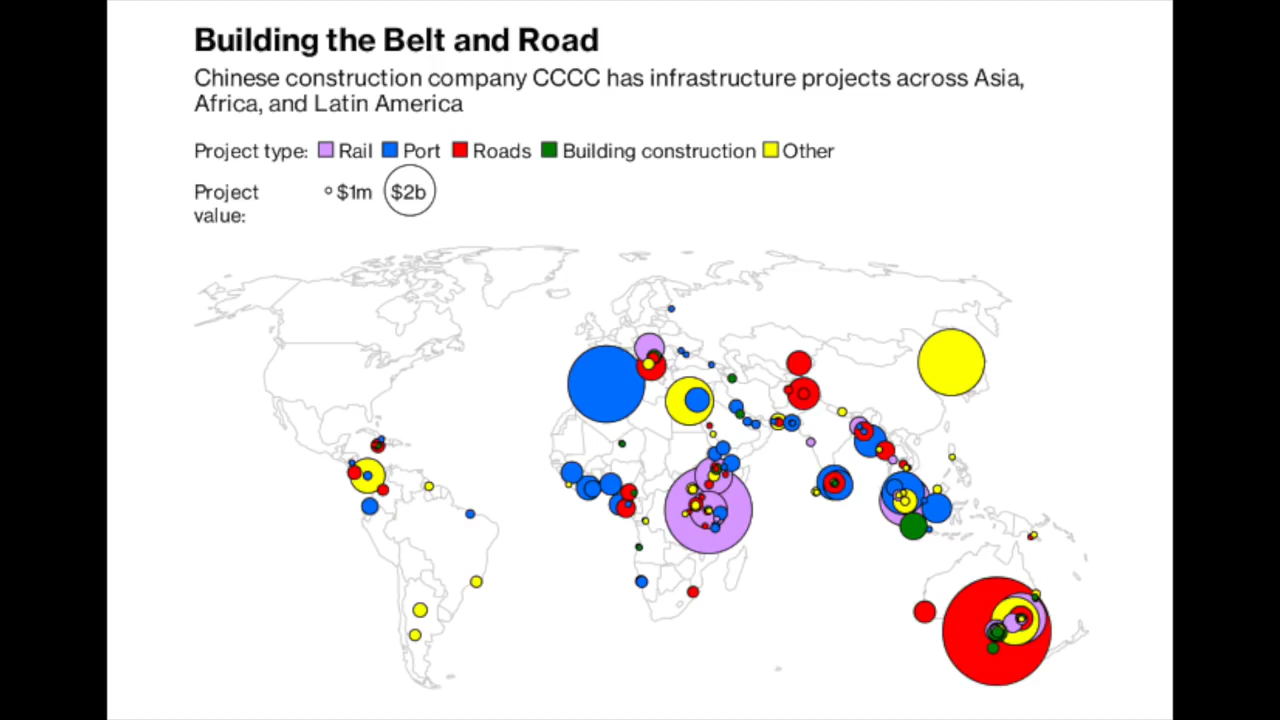 Building the Belt and Road
Chinese construction company CCCC has infrastructure projects across Asia,
Africa, and Latin America
Project type: Rail Port Roads Building construction Other
Project $1m $2b
value: